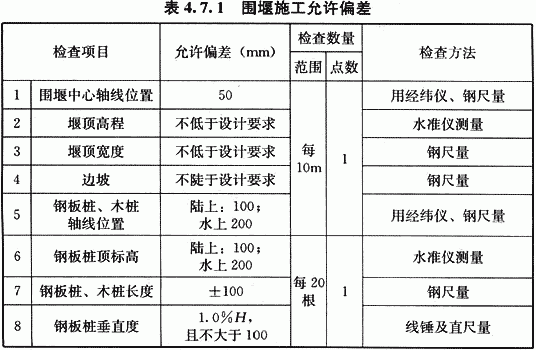 表 4.7.1 围堰施工允许偏差
检查项目 允许偏差（mm） 检查数量 检查方法
范围 点数
1 围堰中心轴线位置 50 每10m 1 用经纬仪、钢尺量
2 堰顶高程 不低于设计要求 水准仪测量
3 堰顶宽度 不低于设计要求 钢尺量
4 边坡 不陡于设计要求 钢尺量
5 钢板桩、木桩 陆上：100； 用经纬仪、钢尺量
轴线位置 水上 200
6 钢板桩顶标高 陆上：100； 每 20 根 1 水准仪测量
水上 200
7 钢板桩、木桩长度 ±100 钢尺量
8 钢板桩垂直度 1.0%H， 线锤及直尺量
且不大于 100